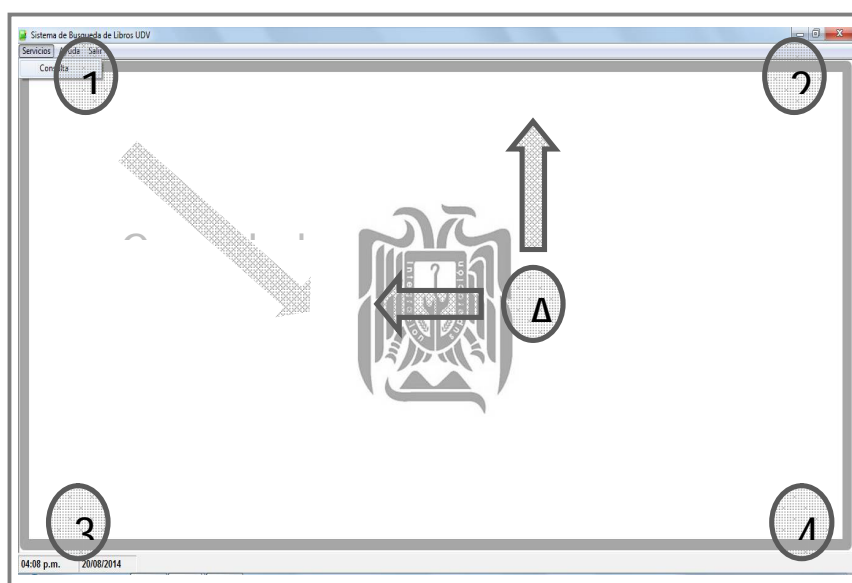 Sistema de Busqueda de Libros UDV
Servicios Ayuda Salir
Consulta
1
2
3
4
A
04:08 p.m. 20/08/2014